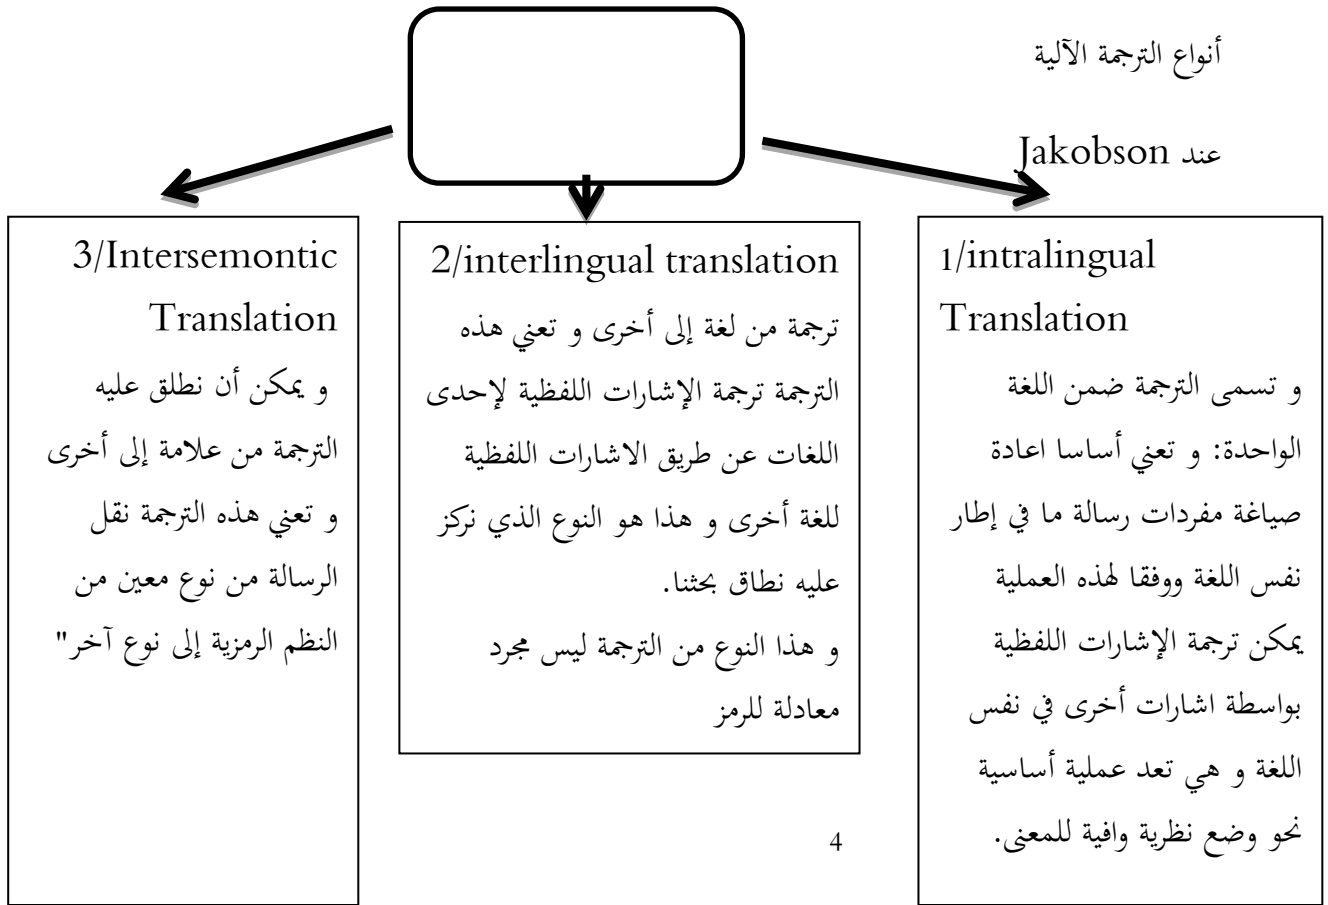 أنواع الترجمة الآلية
عند Jakobson
1/intralingual
Translation
و تسمى الترجمة ضمن اللغة
الواحدة: و تعني أساسا اعادة
صياغة مفردات رسالة ما في إطار
نفس اللغة ووفقا لهذه العملية
يمكن ترجمة الإشارات اللفظية
بواسطة اشارات أخرى في نفس
اللغة و هي تعد عملية أساسية
نحو وضع نظرية وافية للمعنى.
2/interlingual translation
ترجمة من لغة إلى أخرى و تعني هذه
الترجمة ترجمة الإشارات اللفظية لإحدى
اللغات عن طريق الاشارات اللفظية
للغة أخرى و هذا هو النوع الذي نركز
عليه نطاق بحثنا.
و هذا النوع من الترجمة ليس مجرد
معادلة للرمز
3/Intersemontic
Translation
و يمكن أن نطلق عليه
الترجمة من علامة إلى أخرى
و تعني هذه الترجمة نقل
الرسالة من نوع معين من
النظم الرمزية إلى نوع آخر"
4